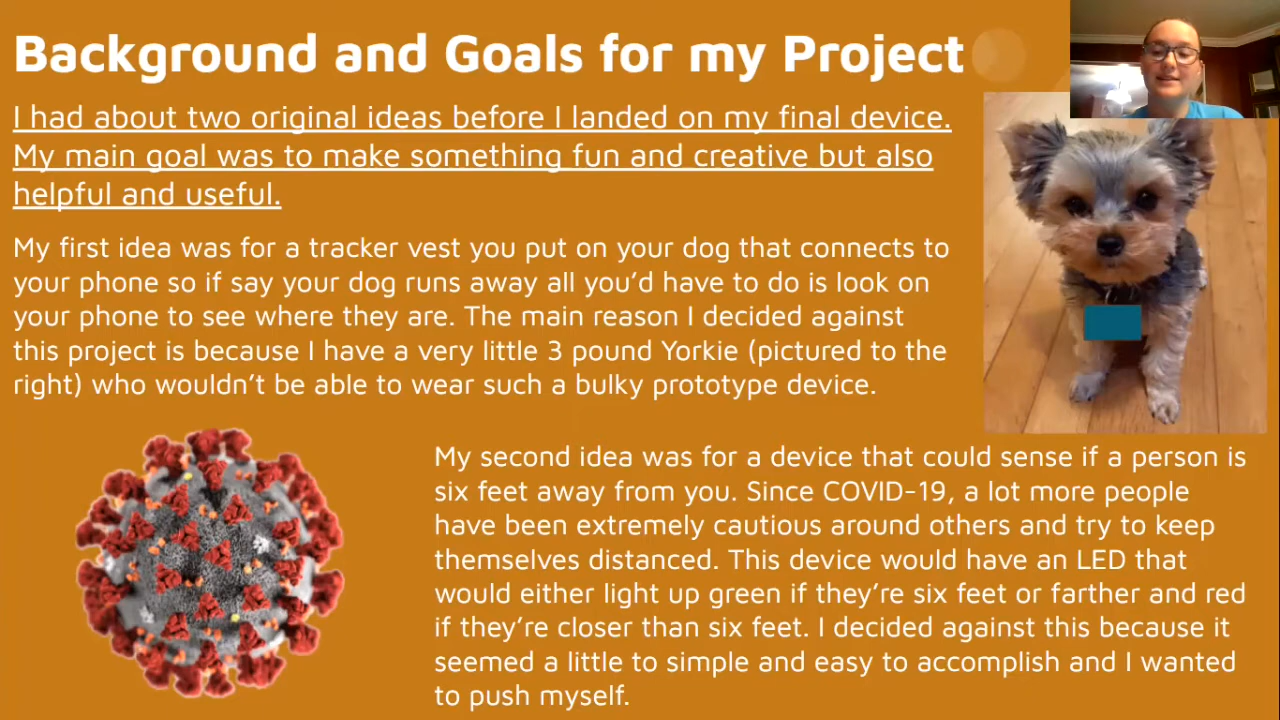 Background and Goals for my Project
I had about two original ideas before I landed on my final device.
My main goal was to make something fun and creative but also
helpful and useful.
My first idea was for a tracker vest you put on your dog that connects to
your phone so if say your dog runs away all you’d have to do is look on
your phone to see where they are. The main reason I decided against
this project is because I have a very little 3 pound Yorkie (pictured to the
right) who wouldn’t be able to wear such a bulky prototype device.
My second idea was for a device that could sense if a person is
six feet away from you. Since COVID-19, a lot more people
have been extremely cautious around others and try to keep
themselves distanced. This device would have an LED that
would either light up green if they’re six feet or farther and red
if they’re closer than six feet. I decided against this because it
seemed a little to simple and easy to accomplish and I wanted
to push myself.